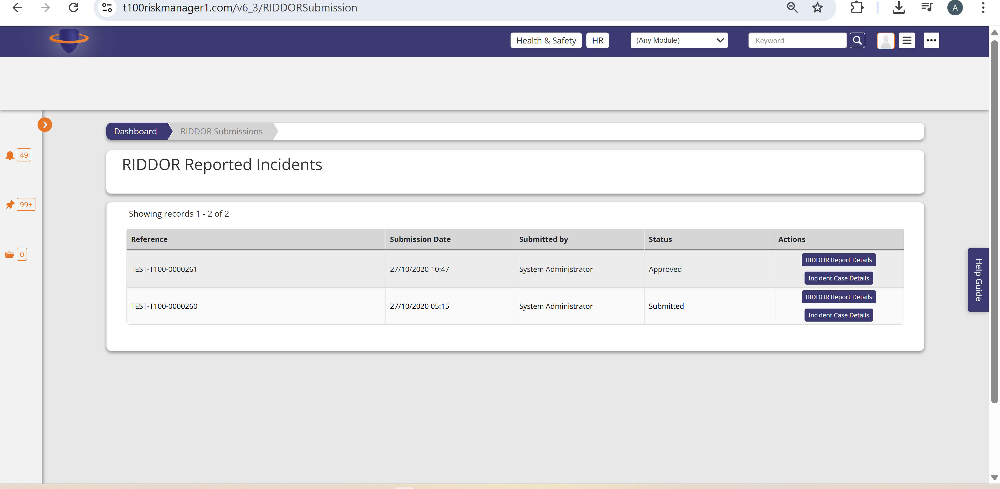 t100riskmanager1.com/v6_3/RIDDORSubmission
A
Health & Safety
HR
(Any Module)
Keyword
Dashboard
RIDDOR Submissions
49
RIDDOR Reported Incidents
99+
Showing records 1 - 2 of 2
Reference Submission Date Submitted by Status Actions
0
TEST-T100-0000261 27/10/2020 10:47 System Administrator Approved
RIDDOR Report Details
Incident Case Details
TEST-T100-0000260 27/10/2020 05:15 System Administrator Submitted
RIDDOR Report Details
Incident Case Details
Help Guide